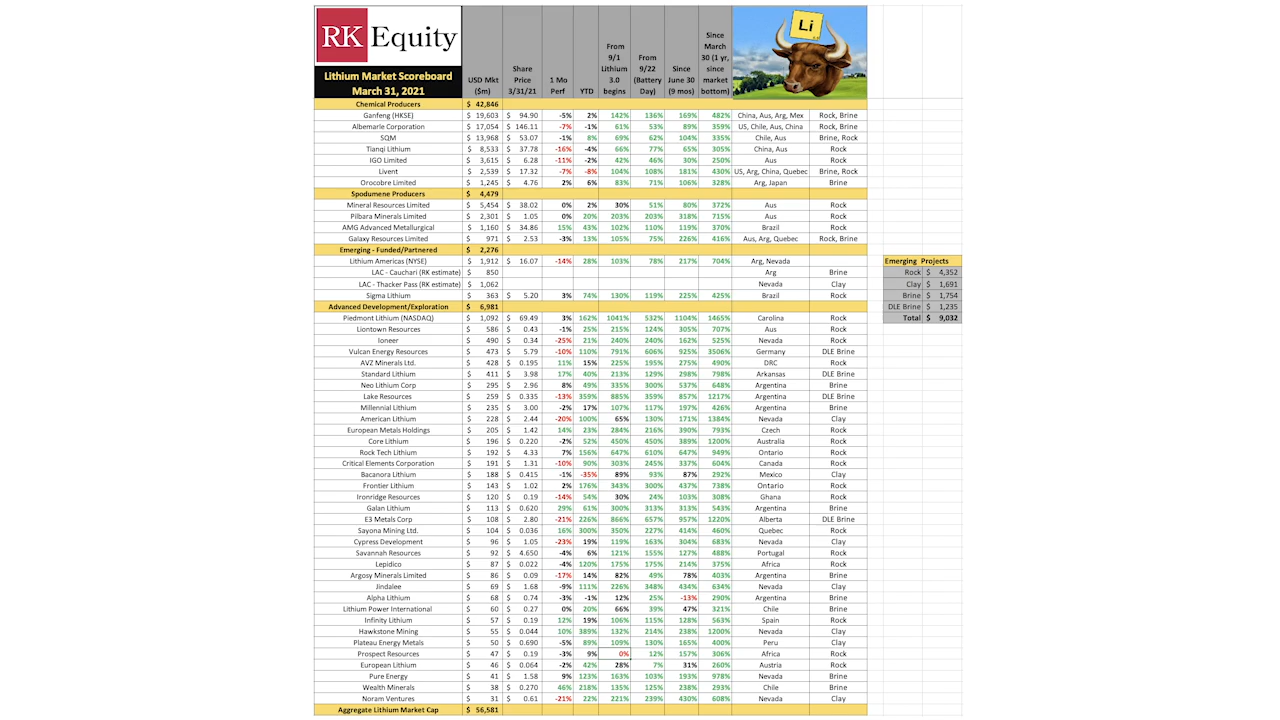 RK Equity
Lithium Market Scoreboard
March 31, 2021
USD Mkt ($m) Share Price 3/31/21 1 Mo Perf YTD From 9/1 Lithium 3.0 begins From 9/22 (Battery Day) Since June 30 (9 mos) Since March 30 (1 yr, since market bottom)
Li
Chemical Producers $ 42,846
Ganfeng (HKSE) $ 19,603 $ 94.90 -5% 2% 142% 136% 169% 482% China, Aus, Arg, Mex Rock, Brine
Albemarle Corporation $ 17,054 $ 146.11 -7% -1% 61% 53% 89% 359% US, Chile, Aus, China Rock, Brine
SQM $ 13,968 $ 53.07 -1% 8% 69% 62% 104% 335% Chile, Aus Brine, Rock
Tianqi Lithium $ 8,533 $ 37.78 -16% -4% 66% 77% 65% 305% China, Aus Rock
IGO Limited $ 3,615 $ 6.28 -11% -2% 42% 46% 30% 250% Aus Rock
Livent $ 2,539 $ 17.32 -7% -8% 104% 108% 181% 430% US, Arg, China, Quebec Brine, Rock
Orocobre Limited $ 1,245 $ 4.76 2% 6% 83% 71% 106% 328% Arg, Japan Brine
Spodumene Producers $ 4,479
Mineral Resources Limited $ 5,454 $ 38.02 0% 2% 30% 51% 80% 372% Aus Rock
Pilbara Minerals Limited $ 2,301 $ 1.05 0% 20% 203% 203% 318% 715% Aus Rock
AMG Advanced Metallurgical $ 1,160 $ 34.86 15% 43% 102% 110% 119% 370% Brazil Rock
Galaxy Resources Limited $ 971 $ 2.53 -3% 13% 105% 75% 226% 416% Aus, Arg, Quebec Rock, Brine
Emerging - Funded/Partnered $ 2,276
Lithium Americas (NYSE) $ 1,912 $ 16.07 -14% 28% 103% 78% 217% 704% Arg, Nevada
LAC - Cauchari (RK estimate) $ 850 Arg Brine
LAC - Thacker Pass (RK estimate) $ 1,062 Nevada Clay
Sigma Lithium $ 363 $ 5.20 3% 74% 130% 119% 225% 425% Brazil Rock
Advanced Development/Exploration $ 6,981
Piedmont Lithium (NASDAQ) $ 1,092 $ 69.49 3% 162% 1041% 532% 1104% 1465% Carolina Rock
Liontown Resources $ 586 $ 0.43 -1% 25% 215% 124% 305% 707% Aus Rock
Ioneer $ 490 $ 0.34 -25% 21% 240% 240% 162% 525% Nevada Rock
Vulcan Energy Resources $ 473 $ 5.79 -10% 110% 791% 606% 925% 3506% Germany DLE Brine
AVZ Minerals Ltd. $ 428 $ 0.195 11% 15% 225% 195% 275% 490% DRC Rock
Standard Lithium $ 411 $ 3.98 17% 40% 213% 129% 298% 798% Arkansas DLE Brine
Neo Lithium Corp $ 295 $ 2.96 8% 49% 335% 300% 537% 648% Argentina Brine
Lake Resources $ 259 $ 0.335 -13% 359% 885% 359% 857% 1217% Argentina DLE Brine
Millennial Lithium $ 235 $ 3.00 -2% 17% 107% 117% 197% 426% Argentina Brine
American Lithium $ 228 $ 2.44 -20% 100% 65% 130% 171% 1384% Nevada Clay
European Metals Holdings $ 205 $ 1.42 14% 23% 284% 216% 390% 793% Czech Rock
Core Lithium $ 196 $ 0.220 -2% 52% 450% 450% 389% 1200% Australia Rock
Rock Tech Lithium $ 192 $ 4.33 7% 156% 647% 610% 647% 949% Ontario Rock
Critical Elements Corporation $ 191 $ 1.31 -10% 90% 303% 245% 337% 604% Canada Rock
Bacanora Lithium $ 188 $ 0.415 -1% -35% 89% 93% 87% 292% Mexico Clay
Frontier Lithium $ 143 $ 1.02 2% 176% 343% 300% 437% 738% Ontario Rock
Ironridge Resources $ 120 $ 0.19 -14% 54% 30% 24% 103% 308% Ghana Rock
Galan Lithium $ 113 $ 0.620 29% 61% 300% 313% 313% 543% Argentina Brine
E3 Metals Corp $ 108 $ 2.80 -21% 226% 866% 657% 957% 1220% Alberta DLE Brine
Sayona Mining Ltd. $ 104 $ 0.036 16% 300% 350% 227% 414% 460% Quebec Rock
Cypress Development $ 96 $ 1.05 -23% 19% 119% 163% 304% 683% Nevada Clay
Savannah Resources $ 92 $ 4.650 -4% 6% 121% 155% 127% 488% Portugal Rock
Lepidico $ 87 $ 0.022 -4% 120% 175% 175% 214% 375% Africa Rock
Argosy Minerals Limited $ 86 $ 0.09 -17% 14% 82% 49% 78% 403% Argentina Brine
Jindalee $ 69 $ 1.68 -9% 111% 226% 348% 434% 634% Nevada Clay
Alpha Lithium $ 68 $ 0.74 -3% -1% 12% 25% -13% 290% Argentina Brine
Lithium Power International $ 60 $ 0.27 0% 20% 66% 39% 47% 321% Chile Brine
Infinity Lithium $ 57 $ 0.19 12% 19% 106% 115% 128% 563% Spain Rock
Hawkstone Mining $ 55 $ 0.044 10% 389% 132% 214% 238% 1200% Nevada Clay
Plateau Energy Metals $ 50 $ 0.690 -5% 89% 109% 130% 165% 400% Peru Clay
Prospect Resources $ 47 $ 0.19 -3% 9% 0% 12% 157% 306% Africa Rock
European Lithium $ 46 $ 0.064 -2% 42% 28% 7% 31% 260% Austria Rock
Pure Energy $ 41 $ 1.58 9% 123% 163% 103% 193% 978% Nevada Brine
Wealth Minerals $ 38 $ 0.270 46% 218% 135% 125% 238% 293% Chile Brine
Noram Ventures $ 31 $ 0.61 -21% 22% 221% 239% 430% 608% Nevada Clay
Aggregate Lithium Market Cap $ 56,581
Emerging Projects
Rock $ 4,352
Clay $ 1,691
Brine $ 1,754
DLE Brine $ 1,235
Total $ 9,032